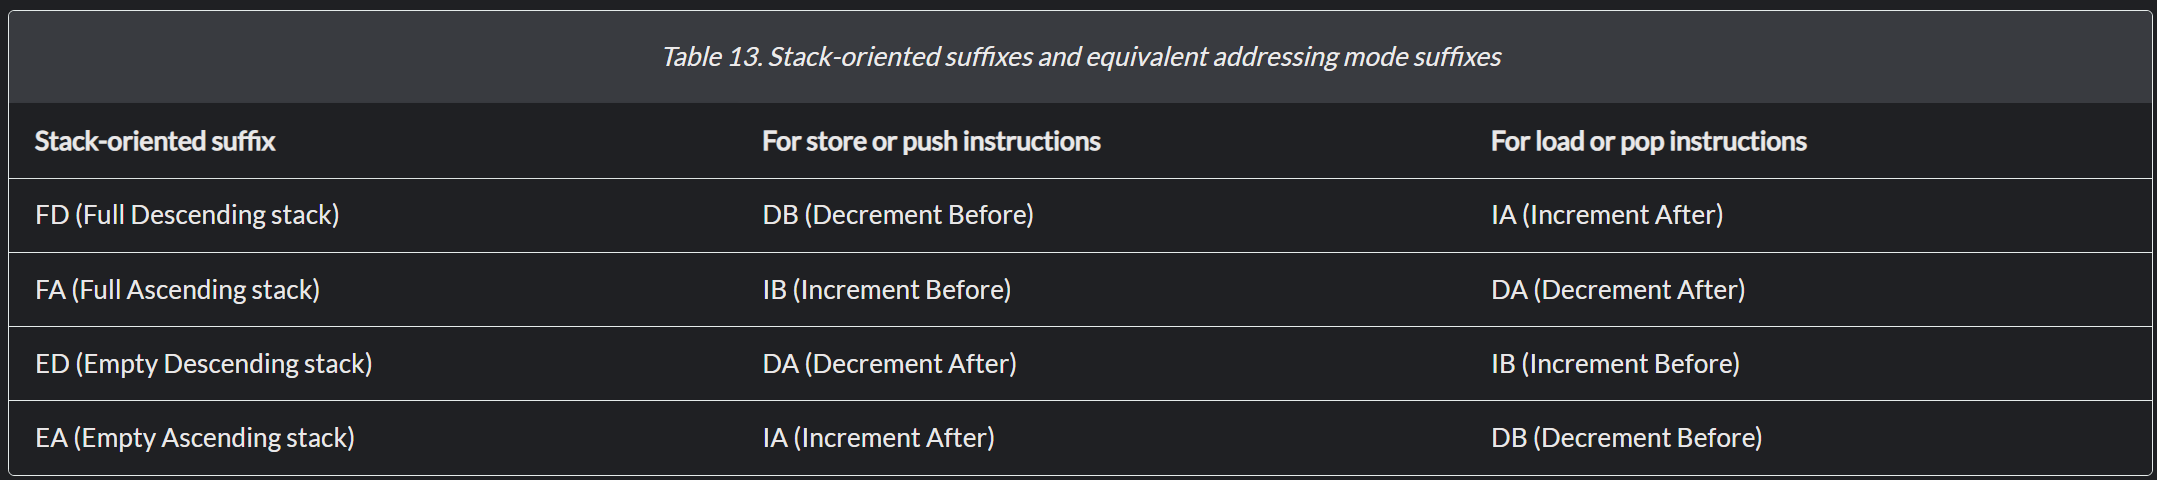 Table 13. Stack-oriented suffixes and equivalent addressing mode suffixes
Stack-oriented suffix For store or push instructions For load or pop instructions
FD (Full Descending stack) DB (Decrement Before) IA (Increment After)
FA (Full Ascending stack) IB (Increment Before) DA (Decrement After)
ED (Empty Descending stack) DA (Decrement After) IB (Increment Before)
EA (Empty Ascending stack) IA (Increment After) DB (Decrement Before)